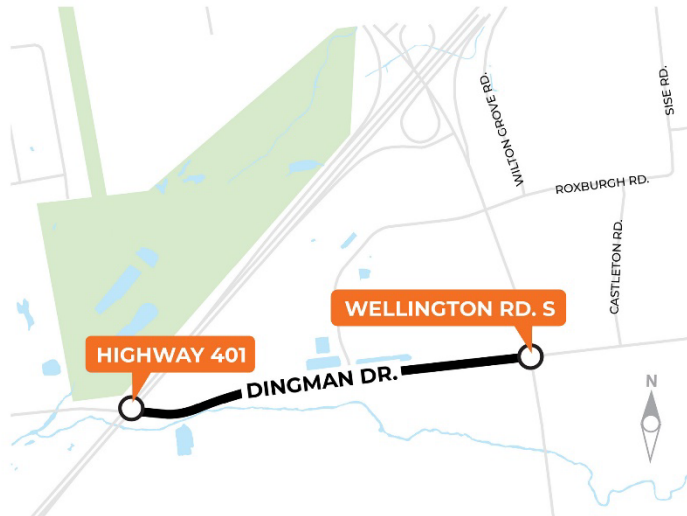 SISE RD.
WILTON GROVE RD.
ROXBURGH RD.
CASTLETON RD.
WELLINGTON RD. S
HIGHWAY 401
DINGMAN DR.
N